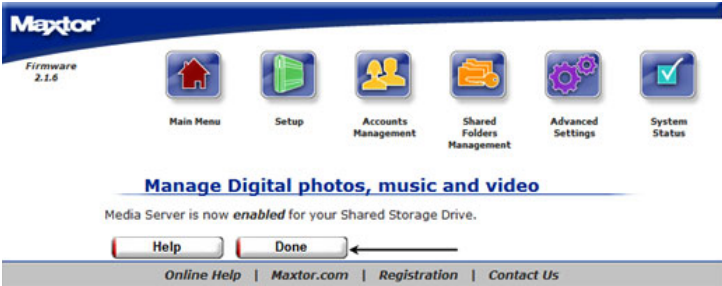 Maxtor
Firmware
2.1.6
Main Menu
Setup
Accounts
Management
Shared
Folders
Management
Advanced
Settings
System
Status
Manage Digital photos, music and video
Media Server is now enabled for your Shared Storage Drive.
Help
Done
Online Help | Maxtor.com | Registration | Contact Us